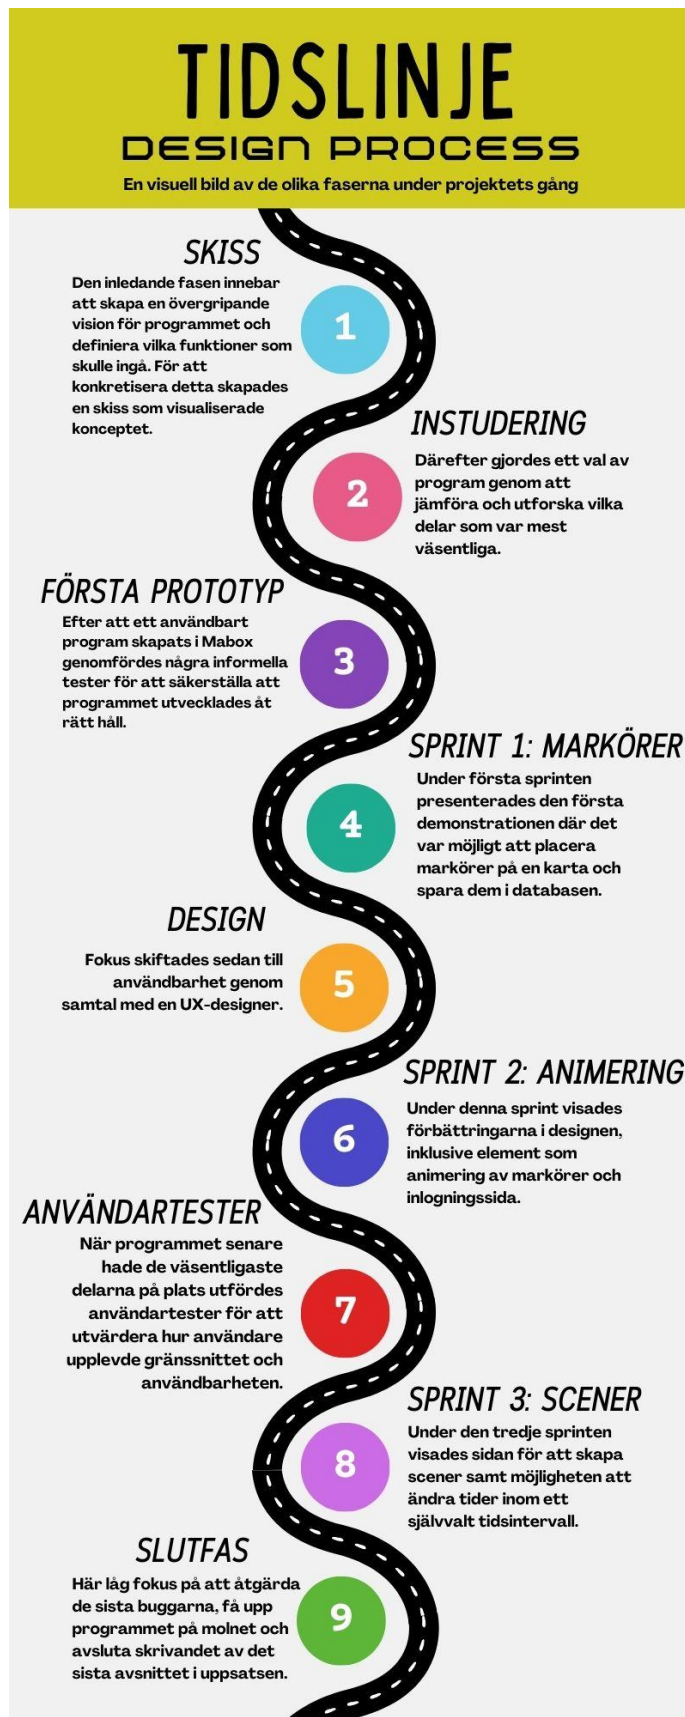 TIDSLINJE
DESIGN PROCESS
En visuell bild av de olika faserna under projektets gång
SKISS
Den inledande fasen innebar
att skapa en övergripande
vision för programmet och
definiera vilka funktioner som
skulle ingå. För att
konkretisera detta skapades
en skiss som visualiserade
konceptet.
1
INSTUDERING
Därefter gjordes ett val av
program genom att
jämföra och utforska vilka
delar som var mest
väsentliga.
2
FÖRSTA PROTOTYP
Efter att ett användbart
program skapats i Mabox
genomfördes några informella
tester för att säkerställa att
programmet utvecklades åt
rätt håll.
3
SPRINT 1: MARKÖRER
Under första sprinten
presenterades den första
demonstrationen där det
var möjligt att placera
markörer på en karta och
spara dem i databasen.
4
DESIGN
Fokus skiftades sedan till
användbarhet genom
samtal med en UX-designer.
5
SPRINT 2: ANIMERING
Under denna sprint visades
förbättringarna i designen,
inklusive element som
animering av markörer och
inlogningssida.
6
ANVÄNDARTESTER
När programmet senare
hade de väsentligaste
delarna på plats utfördes
användartester för att
utvärdera hur användare
upplevde gränssnittet och
användbarheten.
7
SPRINT 3: SCENER
Under den tredje sprinten
visades sidan för att skapa
scener samt möjligheten att
ändra tider inom ett
självvalt tidsintervall.
8
SLUTFAS
Här låg fokus på att åtgärda
de sista buggarna, få upp
programmet på molnet och
avsluta skrivandet av det
sista avsnittet i uppsatsen.
9